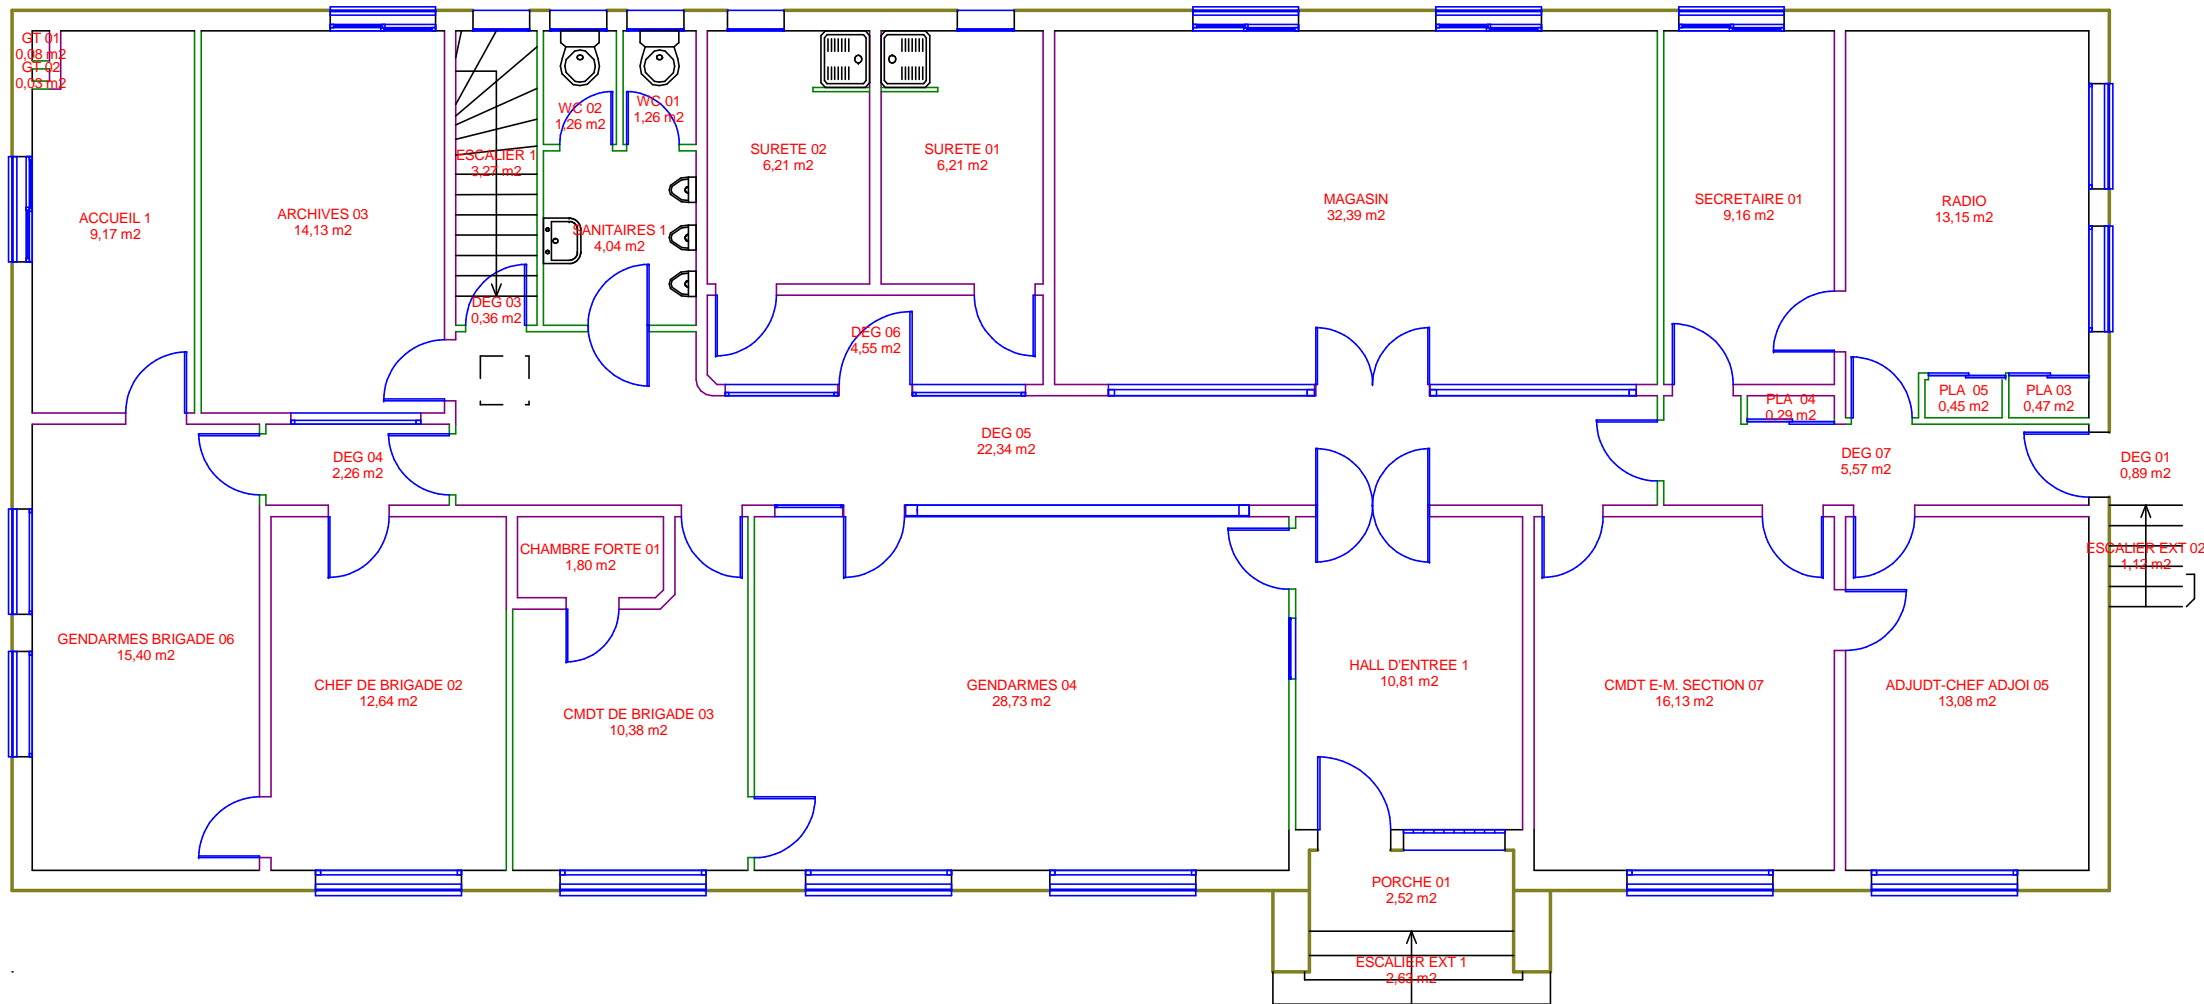 GT 01
0,08 m2
GT 02
0,03 m2
WC 02
1,26 m2
WC 01
1,26 m2
ESCALIER 1
3,27 m2
SURETE 02
6,21 m2
SURETE 01
6,21 m2
ACCUEIL 1
9,17 m2
ARCHIVES 03
14,13 m2
SANITAIRES 1
4,04 m2
MAGASIN
32,39 m2
SECRETAIRE 01
9,16 m2
RADIO
13,15 m2
DEG 03
0,36 m2
DEG 06
4,55 m2
PLA 04
0,29 m2
PLA 05
0,45 m2
PLA 03
0,47 m2
DEG 04
2,26 m2
DEG 05
22,34 m2
DEG 07
5,57 m2
DEG 01
0,89 m2
CHAMBRE FORTE 01
1,80 m2
ESCALIER EXT 02
1,12 m2
GENDARMES BRIGADE 06
15,40 m2
CHEF DE BRIGADE 02
12,64 m2
CMDT DE BRIGADE 03
10,38 m2
GENDARMES 04
28,73 m2
HALL D'ENTREE 1
10,81 m2
CMDT E-M. SECTION 07
16,13 m2
ADJUDT-CHEF ADJOI 05
13,08 m2
PORCHE 01
2,52 m2
ESCALIER EXT 1
2,63 m2